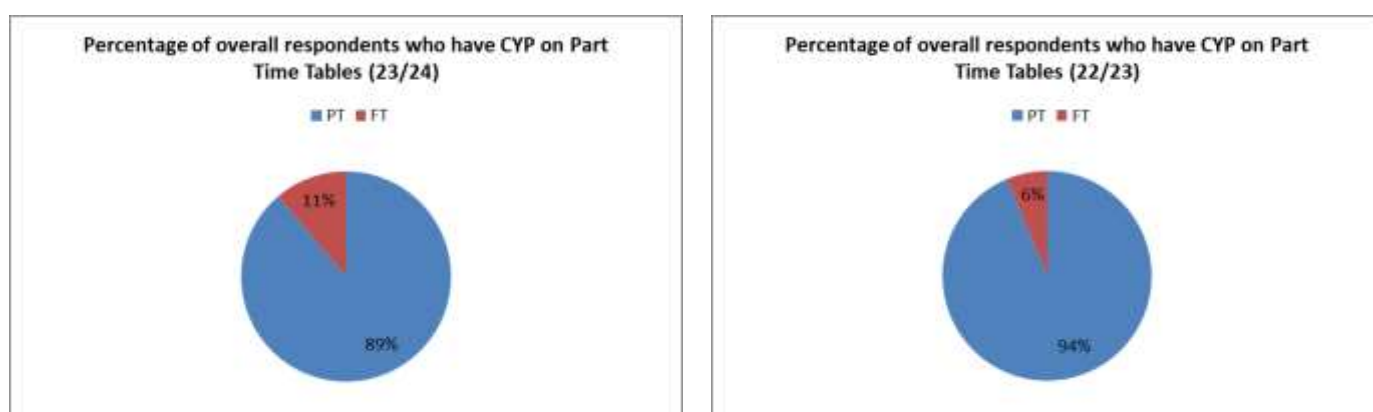 Percentage of overall respondents who have CYP on Part
Time Tables (23/24)
PT FT
11%
89%
Percentage of overall respondents who have CYP on Part
Time Tables (22/23)
PT FT
6%
94%